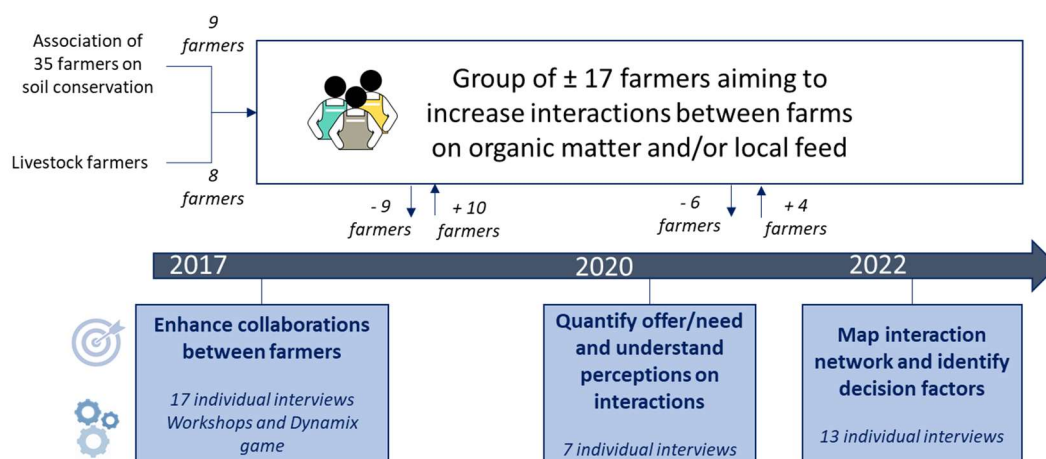 9
farmers
Association of
35 farmers on
soil conservation
Livestock farmers
8
farmers
Group of ± 17 farmers aiming to
increase interactions between farms
on organic matter and/or local feed
- 9
farmers
+ 10
farmers
- 6
farmers
+ 4
farmers
2017
2020
2022
Enhance collaborations
between farmers
17 individual interviews
Workshops and Dynamix
game
Quantify offer/need
and understand
perceptions on
interactions
7 individual interviews
Map interaction
network and identify
decision factors
13 individual interviews